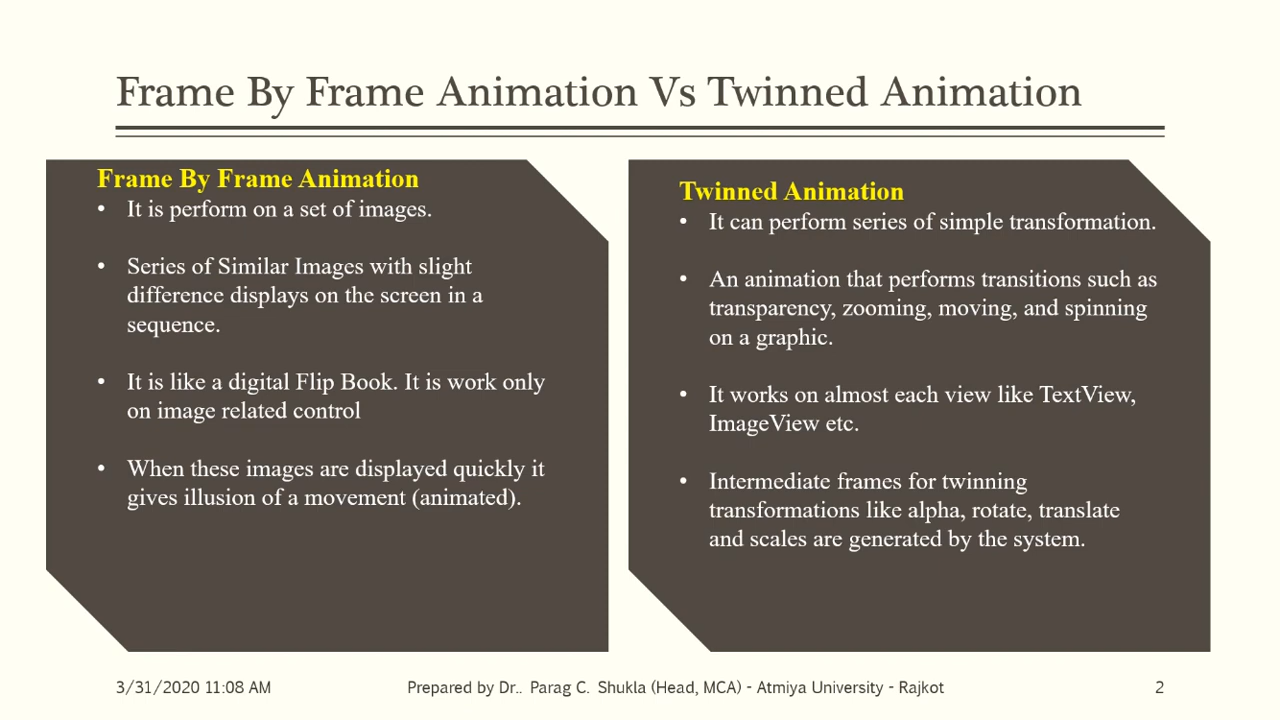 Frame By Frame Animation Vs Twinned Animation
Frame By Frame Animation
• It is perform on a set of images.
• Series of Similar Images with slight
difference displays on the screen in a
sequence.
• It is like a digital Flip Book. It is work only
on image related control
• When these images are displayed quickly it
gives illusion of a movement (animated).
Twinned Animation
• It can perform series of simple transformation.
• An animation that performs transitions such as
transparency, zooming, moving, and spinning
on a graphic.
• It works on almost each view like TextView,
ImageView etc.
• Intermediate frames for twinning
transformations like alpha, rotate, translate
and scales are generated by the system.
3/31/2020 11:08 AM
Prepared by Dr.. Parag C. Shukla (Head, MCA) - Atmiya University - Rajkot
2